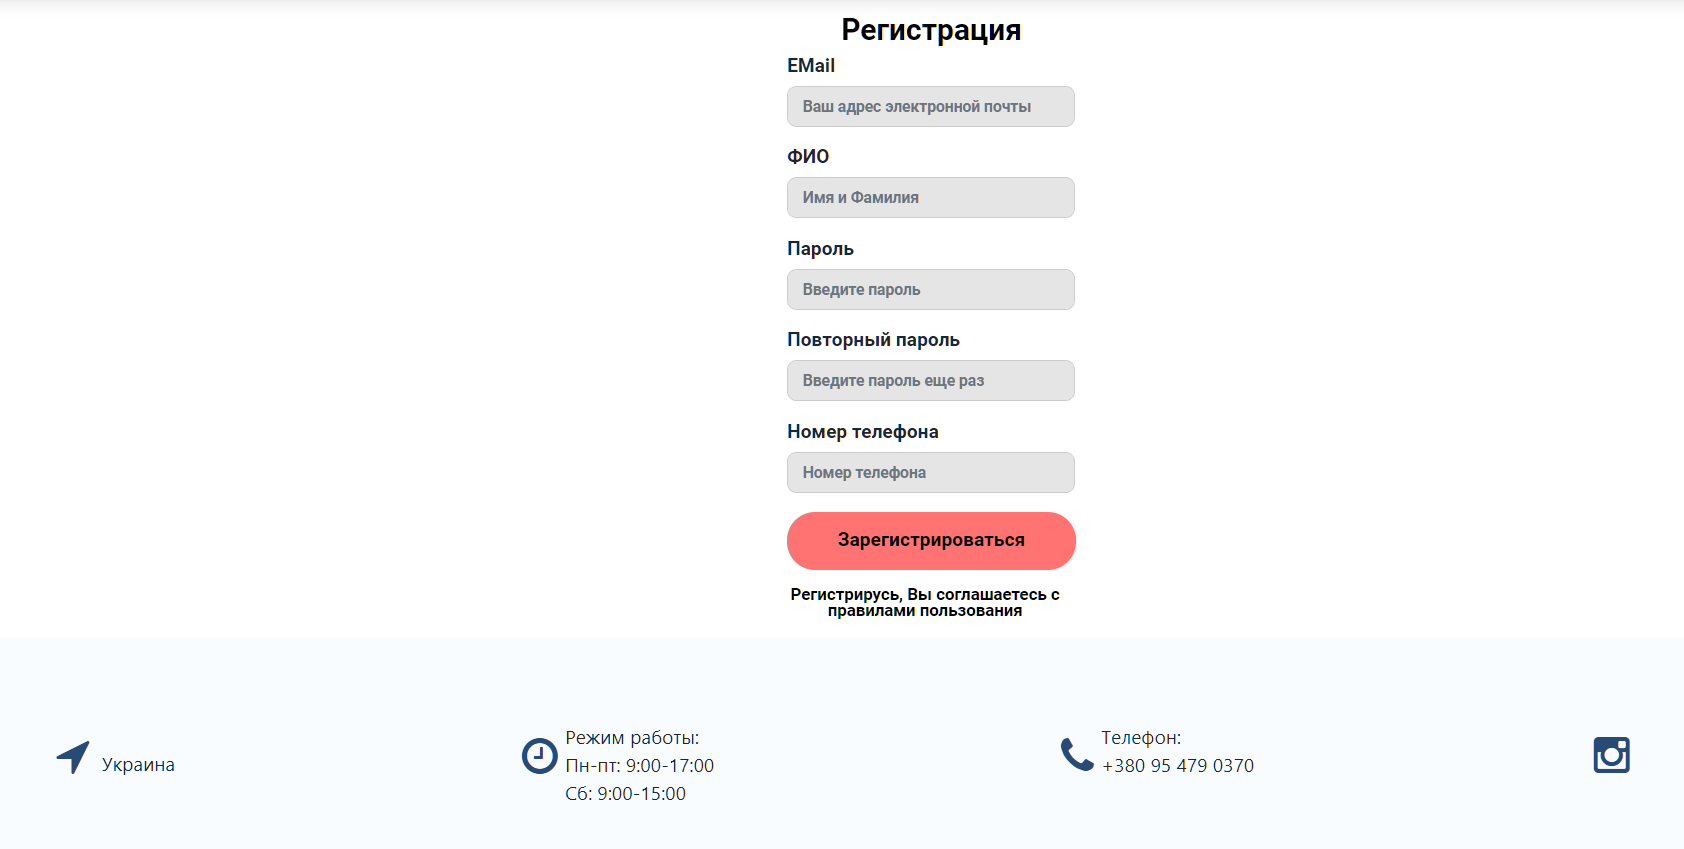 Регистрация
EMail
Ваш адрес электронной почты
ФИО
Имя и Фамилия
Пароль
Введите пароль
Повторный пароль
Введите пароль еще раз
Номер телефона
Номер телефона
Зарегистрироваться
Регистрирусь, Вы соглашаетесь с
правилами пользования
Украина
Режим работы:
Пн-пт: 9:00-17:00
Сб: 9:00-15:00
Телефон:
+380 95 479 0370